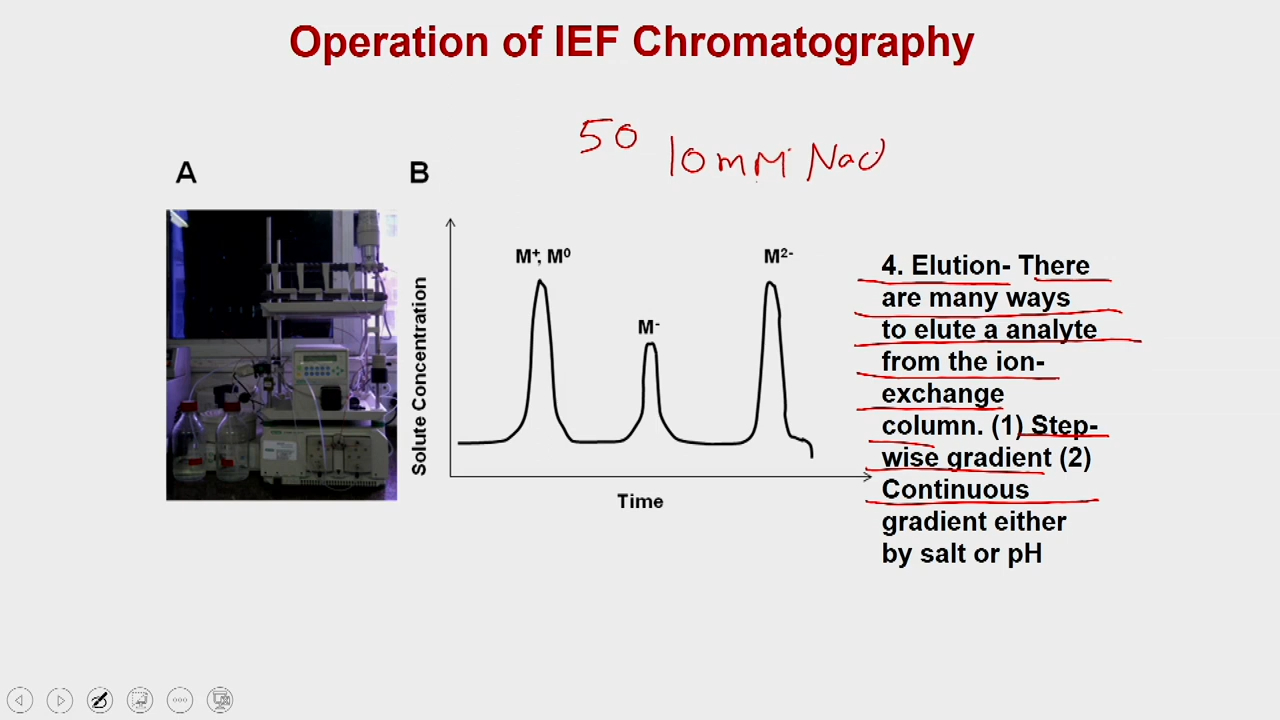 Operation of IEF Chromatography
50
10mM
A
B
M⁺, M⁰
M⁻
M²⁻
Solute Concentration
Time
4. Elution- There
are many ways
to elute a analyte
from the ion-
exchange
column. (1) Step-
wise gradient (2)
Continuous
gradient either
by salt or pH